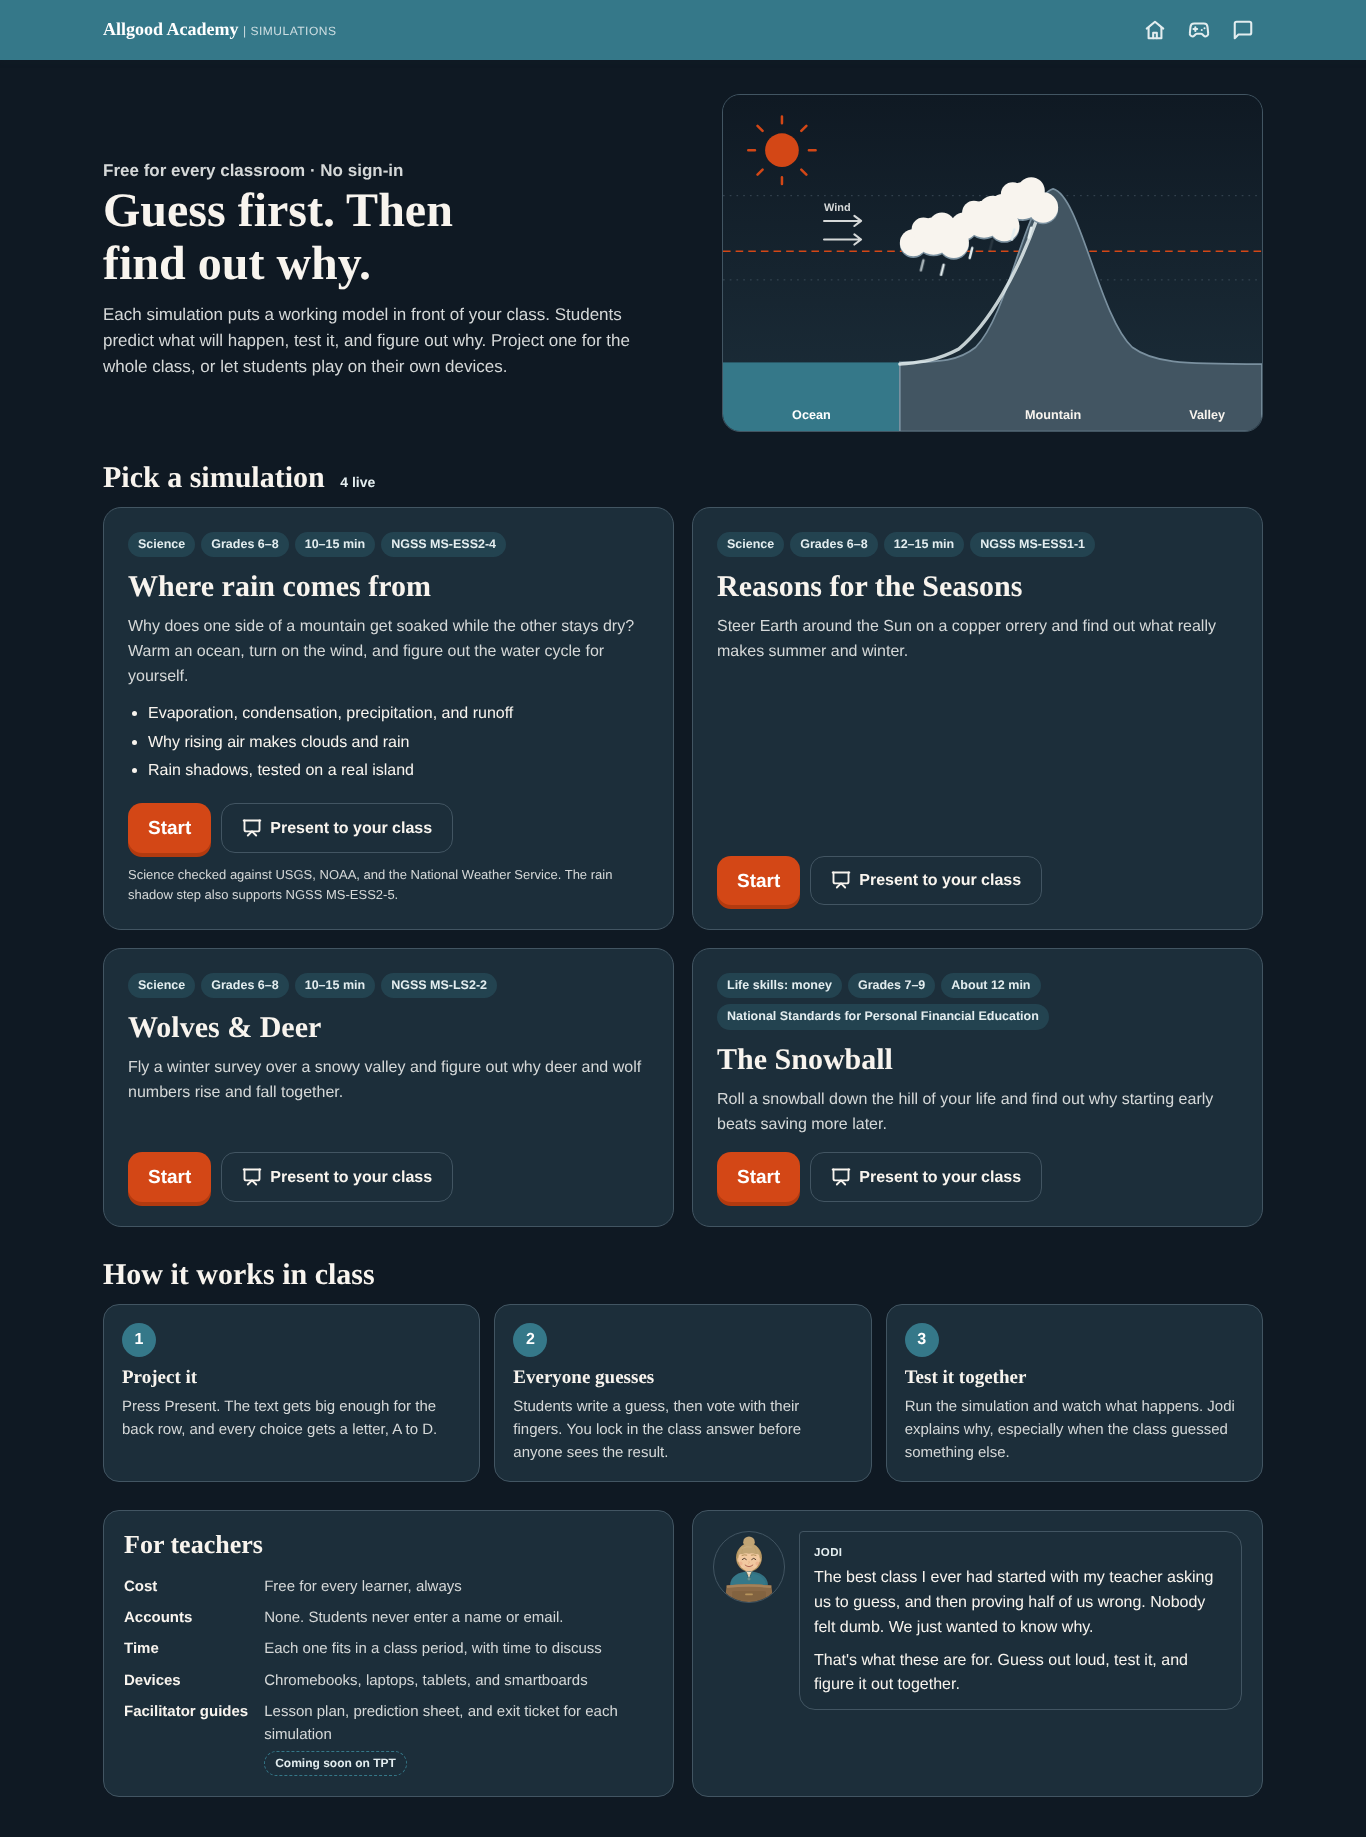 Allgood Academy | SIMULATIONS
Free for every classroom · No sign-in
Guess first. Then
find out why.
Each simulation puts a working model in front of your class. Students
predict what will happen, test it, and figure out why. Project one for the
whole class, or let students play on their own devices.
Wind
Ocean
Mountain
Valley
Pick a simulation 4 live
Science Grades 6–8 10–15 min NGSS MS-ESS2-4
Where rain comes from
Why does one side of a mountain get soaked while the other stays dry?
Warm an ocean, turn on the wind, and figure out the water cycle for
yourself.
• Evaporation, condensation, precipitation, and runoff
• Why rising air makes clouds and rain
• Rain shadows, tested on a real island
Start Present to your class
Science checked against USGS, NOAA, and the National Weather Service. The rain
shadow step also supports NGSS MS-ESS2-5.
Science Grades 6–8 12–15 min NGSS MS-ESS1-1
Reasons for the Seasons
Steer Earth around the Sun on a copper orrery and find out what really
makes summer and winter.
Start Present to your class
Science Grades 6–8 10–15 min NGSS MS-LS2-2
Wolves & Deer
Fly a winter survey over a snowy valley and figure out why deer and wolf
numbers rise and fall together.
Start Present to your class
Life skills: money Grades 7–9 About 12 min
National Standards for Personal Financial Education
The Snowball
Roll a snowball down the hill of your life and find out why starting early
beats saving more later.
Start Present to your class
How it works in class
1
Project it
Press Present. The text gets big enough for the
back row, and every choice gets a letter, A to D.
2
Everyone guesses
Students write a guess, then vote with their
fingers. You lock in the class answer before
anyone sees the result.
3
Test it together
Run the simulation and watch what happens. Jodi
explains why, especially when the class guessed
something else.
For teachers
Cost Free for every learner, always
Accounts None. Students never enter a name or email.
Time Each one fits in a class period, with time to discuss
Devices Chromebooks, laptops, tablets, and smartboards
Facilitator guides Lesson plan, prediction sheet, and exit ticket for each
simulation
Coming soon on TPT
JODI
The best class I ever had started with my teacher asking
us to guess, and then proving half of us wrong. Nobody
felt dumb. We just wanted to know why.
That's what these are for. Guess out loud, test it, and
figure it out together.